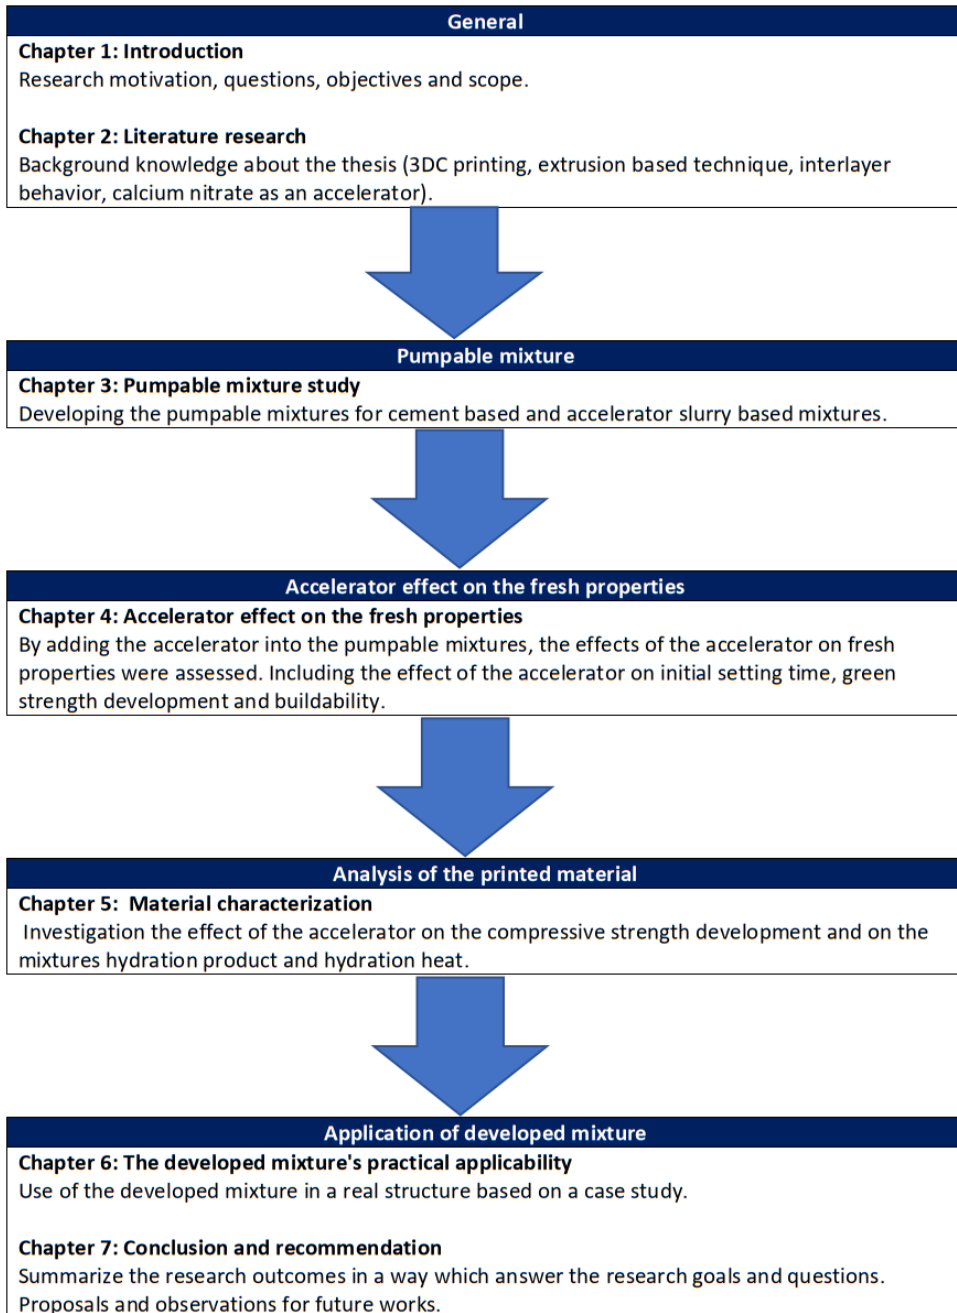 General
Chapter 1: Introduction
Research motivation, questions, objectives and scope.
Chapter 2: Literature research
Background knowledge about the thesis (3DC printing, extrusion based technique, interlayer
behavior, calcium nitrate as an accelerator).
Pumpable mixture
Chapter 3: Pumpable mixture study
Developing the pumpable mixtures for cement based and accelerator slurry based mixtures.
Accelerator effect on the fresh properties
Chapter 4: Accelerator effect on the fresh properties
By adding the accelerator into the pumpable mixtures, the effects of the accelerator on fresh
properties were assessed. Including the effect of the accelerator on initial setting time, green
strength development and buildability.
Analysis of the printed material
Chapter 5:  Material characterization
Investigation the effect of the accelerator on the compressive strength development and on the
mixtures hydration product and hydration heat.
Application of developed mixture
Chapter 6: The developed mixture's practical applicability
Use of the developed mixture in a real structure based on a case study.
Chapter 7: Conclusion and recommendation
Summarize the research outcomes in a way which answer the research goals and questions.
Proposals and observations for future works.